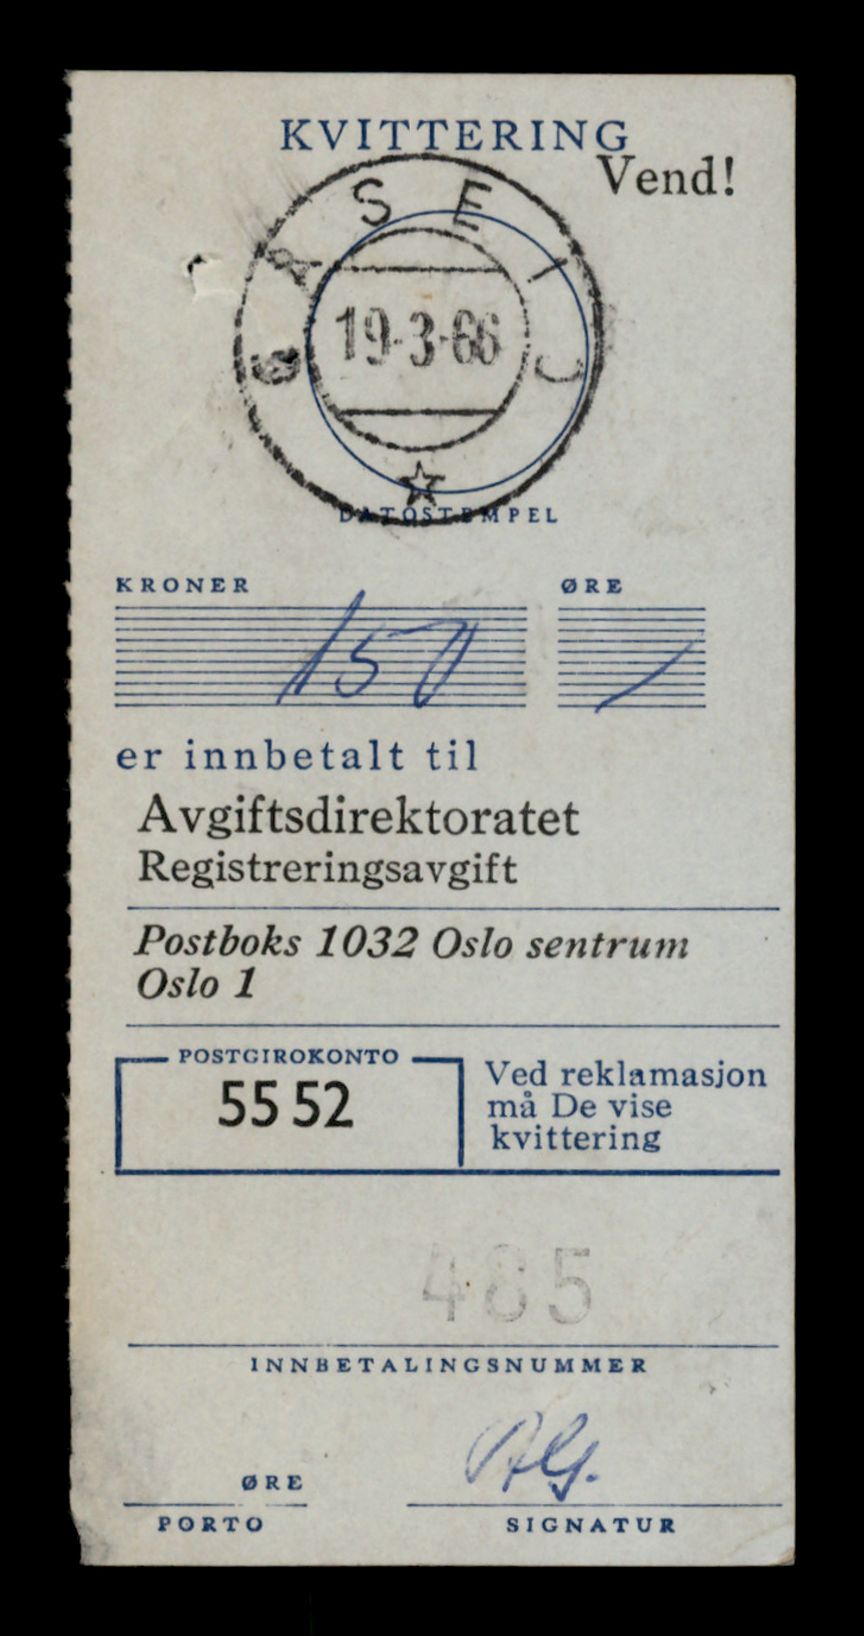 KVITTERING
Vend!
19-3-66
DATOSTEMPEL
KRONER ØRE
150
er innbetalt til
Avgiftsdirektoratet
Registreringsavgift
Postboks 1032 Oslo sentrum
Oslo 1
POSTGIROKONTO
55 52
Ved reklamasjon
må De vise
kvittering
485
INNBETALINGSNUMMER
ØRE
PORTO
SIGNATUR